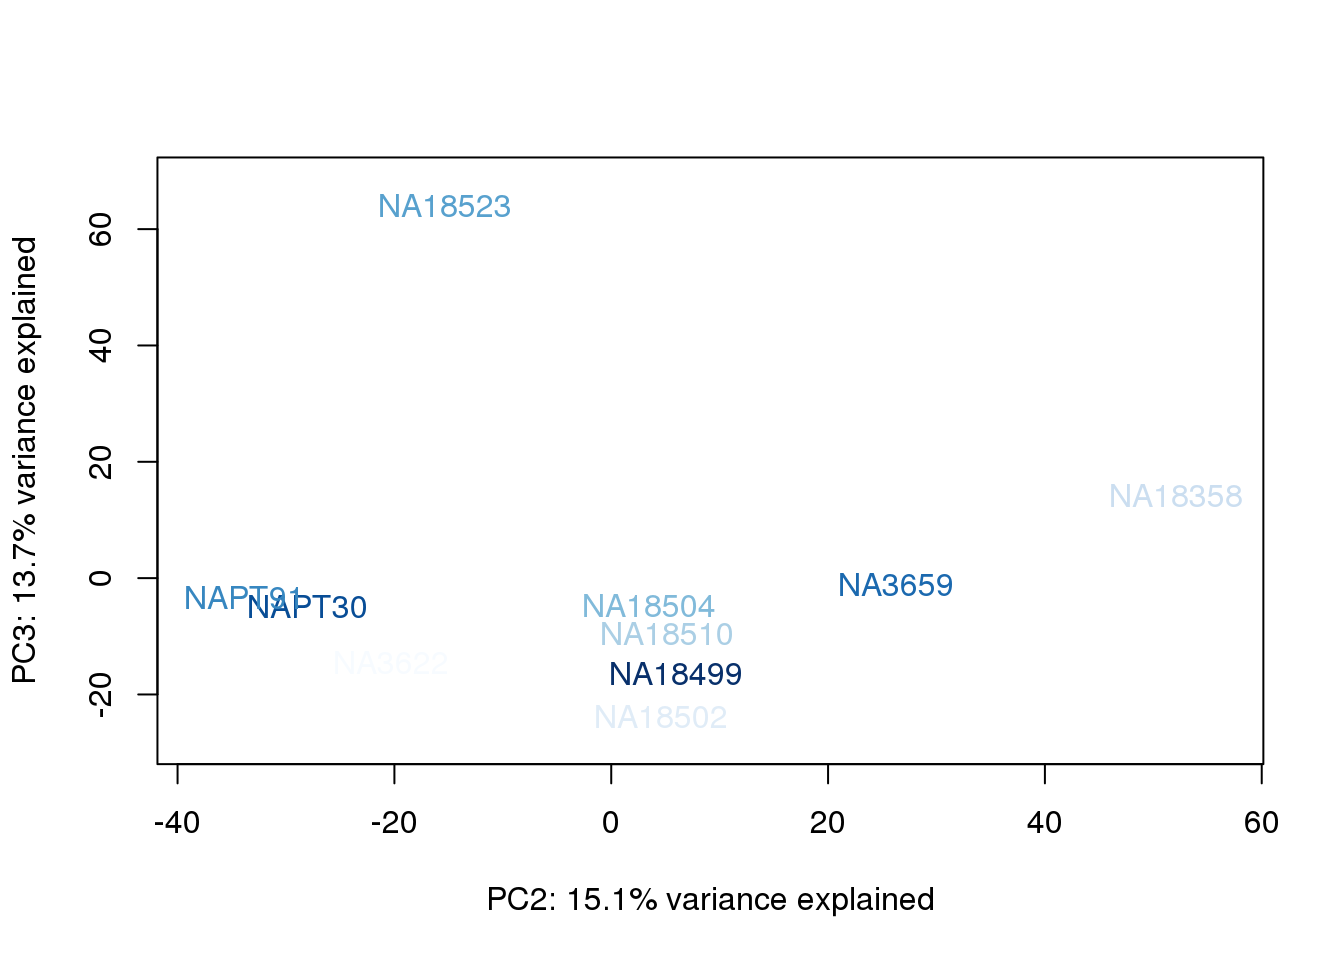 NA18523
60
40
20
0
-20
PC3: 13.7% variance explained
NA18358
NA3659
NAPT91
NAPT30
NA18504
NA18510
NA3622
NA18499
NA18502
-40 -20 0 20 40 60
PC2: 15.1% variance explained